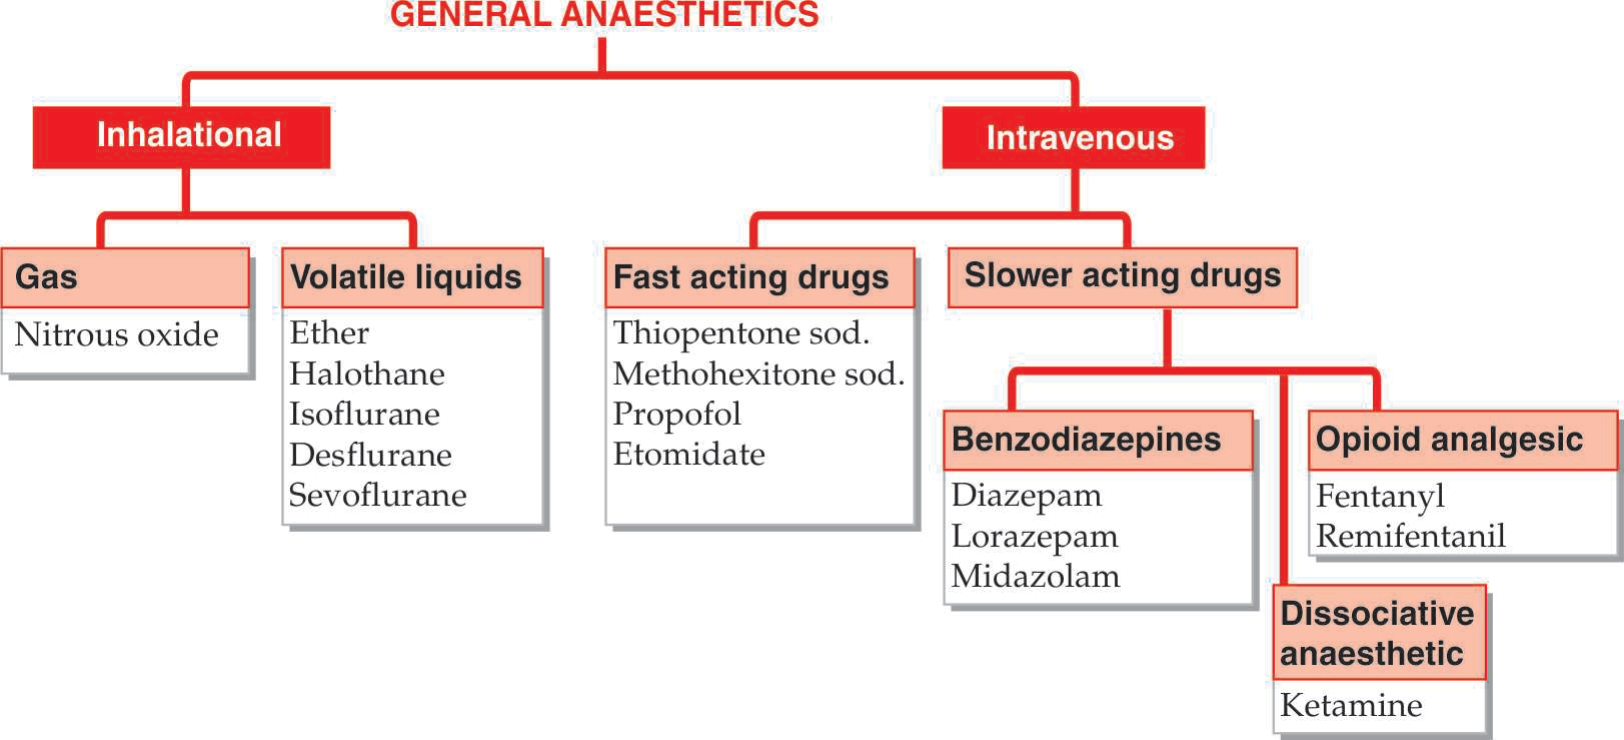 GENERAL ANAESTHETICS
Inhalational
Intravenous
Gas
Nitrous oxide
Volatile liquids
Ether
Halothane
Isoflurane
Desflurane
Sevoflurane
Fast acting drugs
Thiopentone sod.
Methohexitone sod.
Propofol
Etomidate
Slower acting drugs
Benzodiazepines
Diazepam
Lorazepam
Midazolam
Opioid analgesic
Fentanyl
Remifentanil
Dissociative
anaesthetic
Ketamine